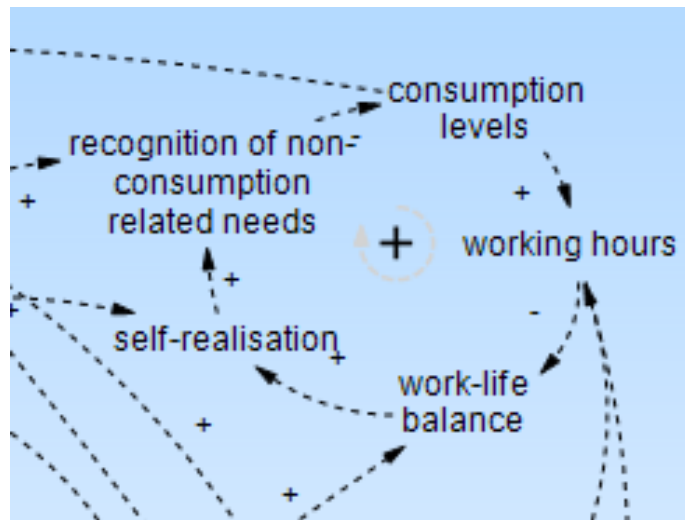 consumption
levels
recognition of non-
consumption
related needs
-
+
+
+
working hours
+
+
-
self-realisation
+
work-life
balance
+
+